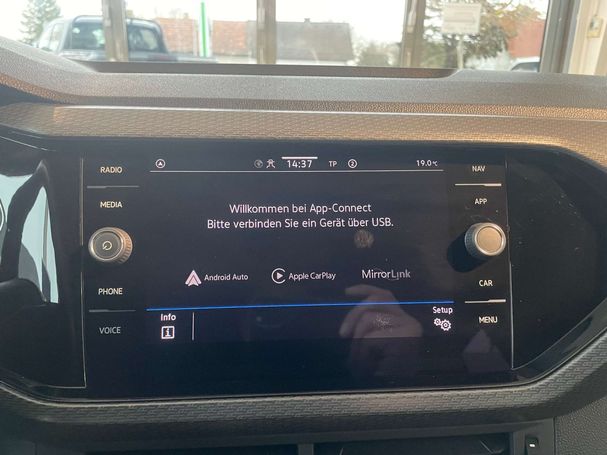 RADIO
MEDIA
PHONE
VOICE
14:37 TP 2 19.0°C
Willkommen bei App-Connect
Bitte verbinden Sie ein Gerät über USB.
Android Auto Apple CarPlay MirrorLink
Info Setup
NAV
APP
CAR
MENU